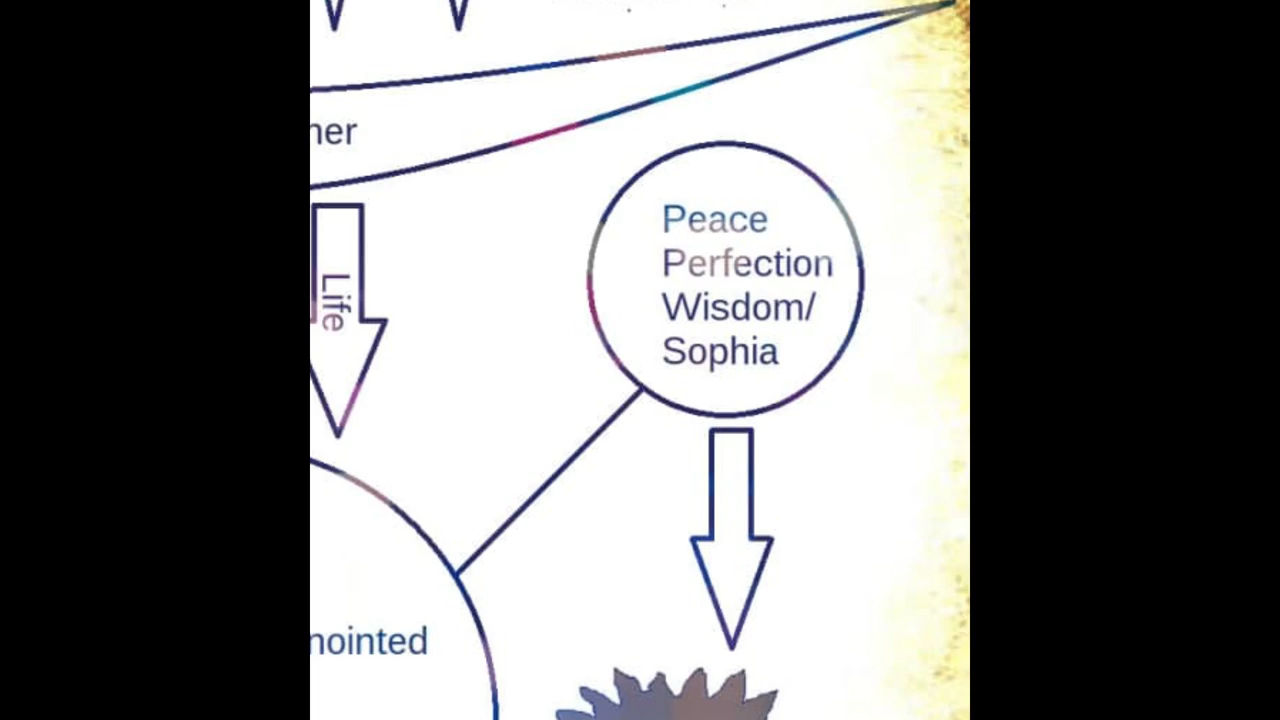 her
Life
Peace
Perfection
Wisdom/
Sophia
nointed